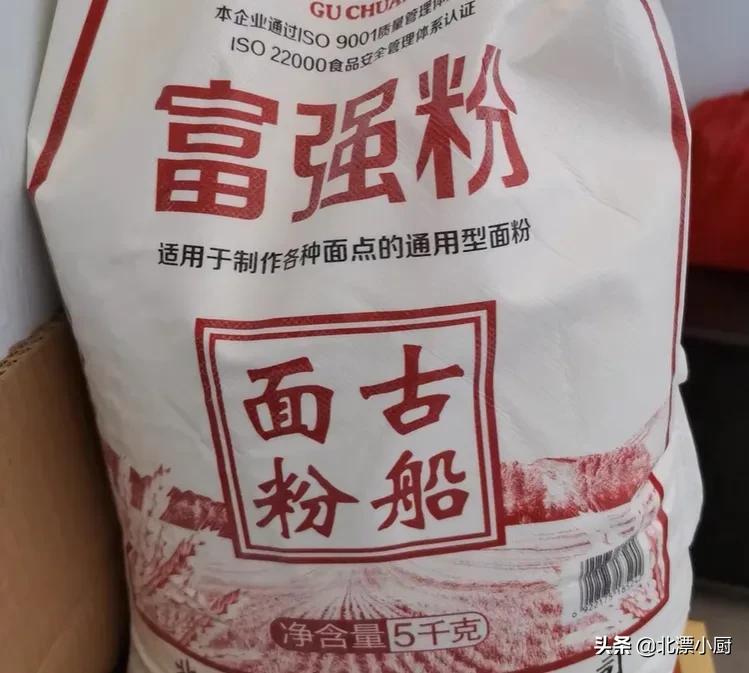 GU CHUA
本企业通过ISO 9001质量管理体
ISO 22000食品安全管理体系认证
富强粉
适用于制作各种面点的通用型面粉
古船
面粉
净含量5千克
头条 @北漂小厨